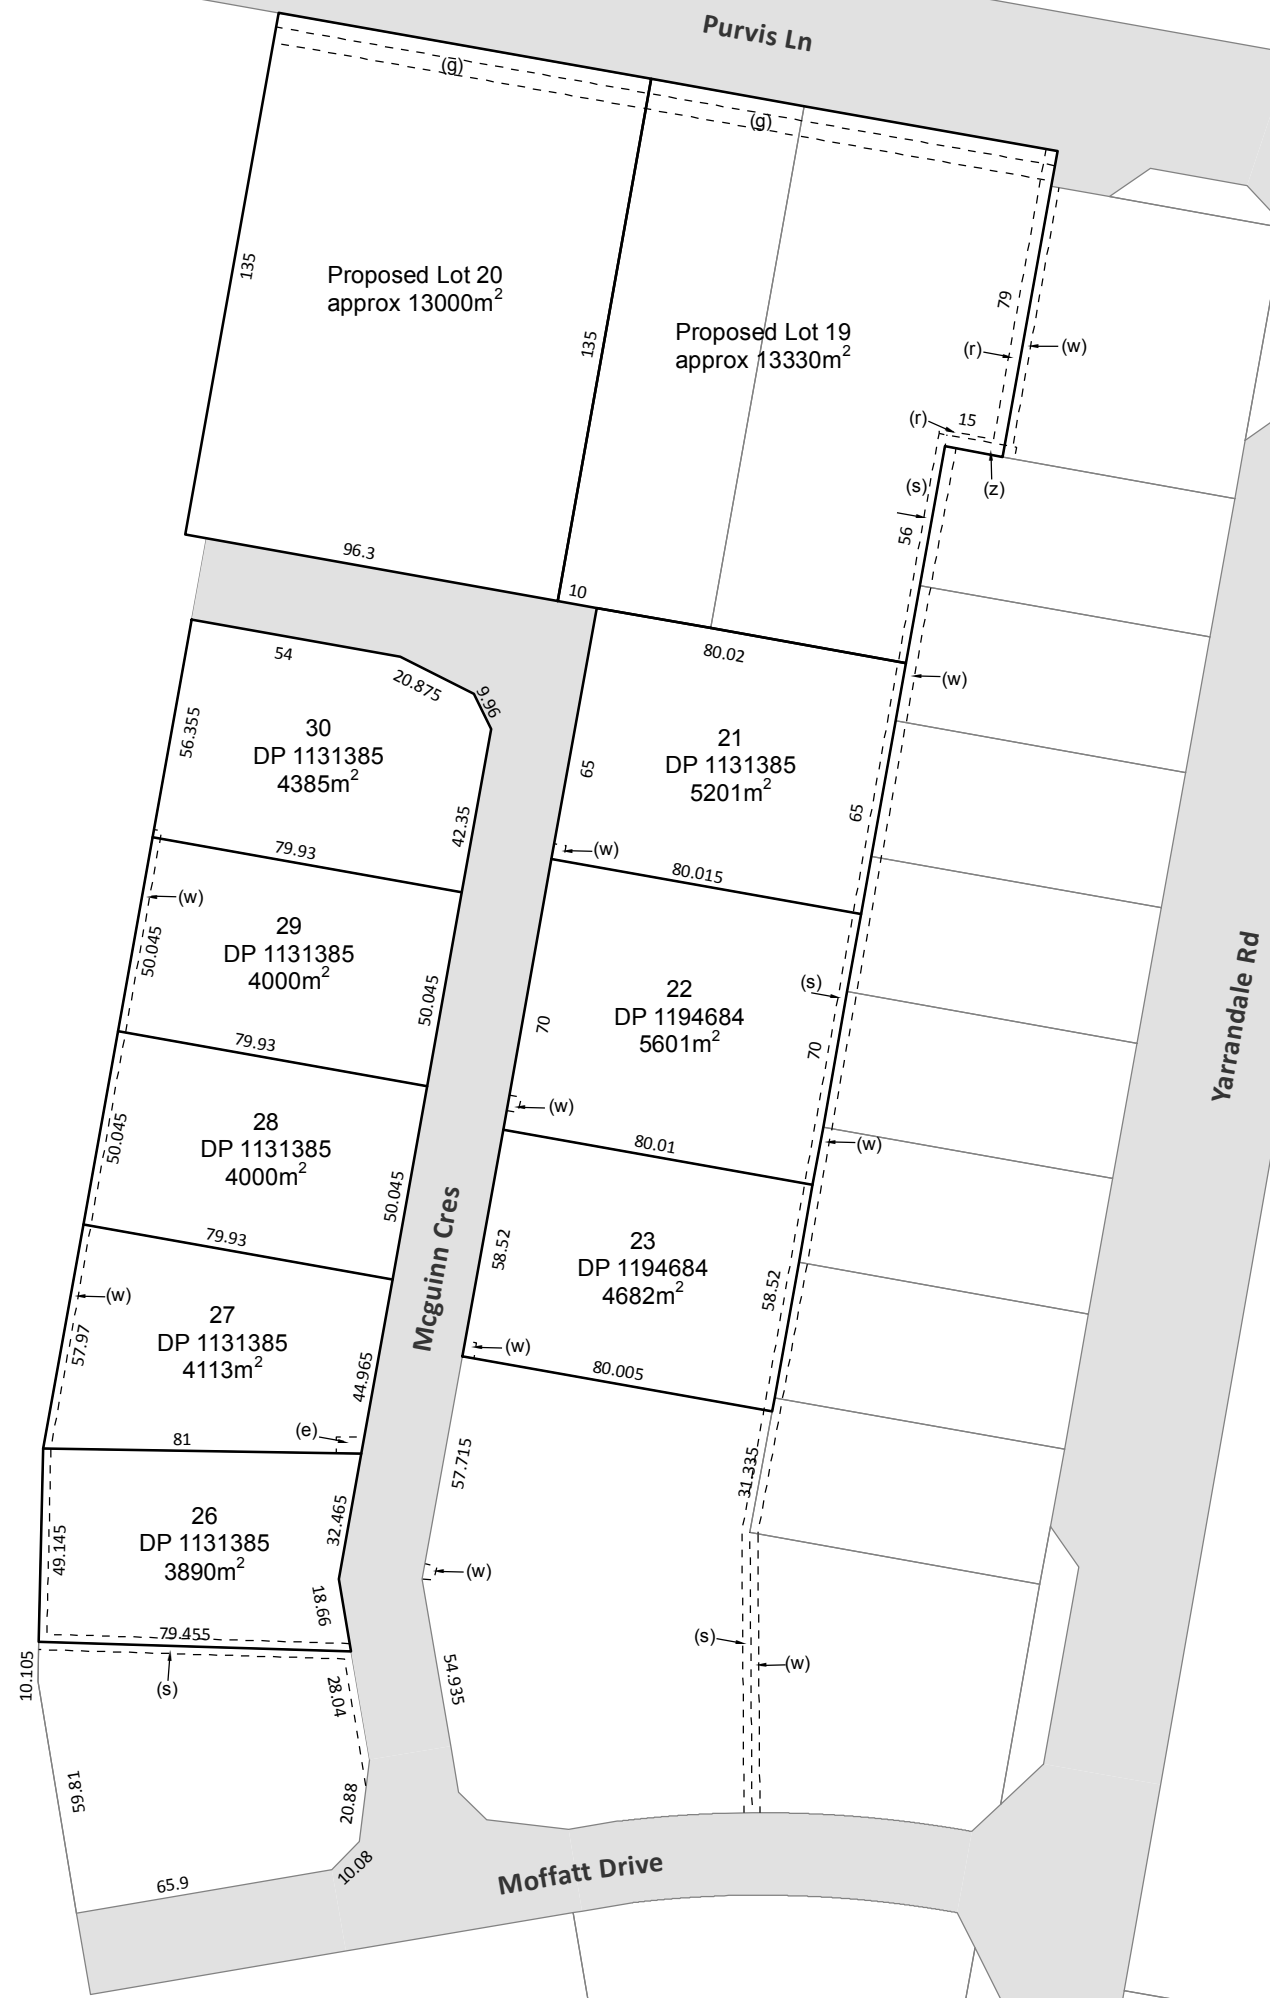 Purvis Ln
(g)
(g)
135
Proposed Lot 20
approx 13000m²
135
Proposed Lot 19
approx 13330m²
79
(r)
(w)
(r)
15
(s)
(z)
56
96.3
10
80.02
(w)
54
20.875
9.96
56.355
30
DP 1131385
4385m²
42.35
79.93
65
21
DP 1131385
5201m²
65
(w)
80.015
(w)
50.045
29
DP 1131385
4000m²
50.045
79.93
70
22
DP 1194684
5601m²
(s)
70
(w)
80.01
(w)
Yarrandale Rd
50.045
28
DP 1131385
4000m²
50.045
79.93
Mcguinn Cres
58.52
23
DP 1194684
4682m²
58.52
(w)
80.005
(w)
57.97
27
DP 1131385
4113m²
44.965
(e)
81
57.715
31.335
49.145
26
DP 1131385
3890m²
32.465
18.66
79.455
(w)
(s)
(w)
10.105
(s)
28.04
54.935
59.81
20.88
10.08
65.9
Moffatt Drive